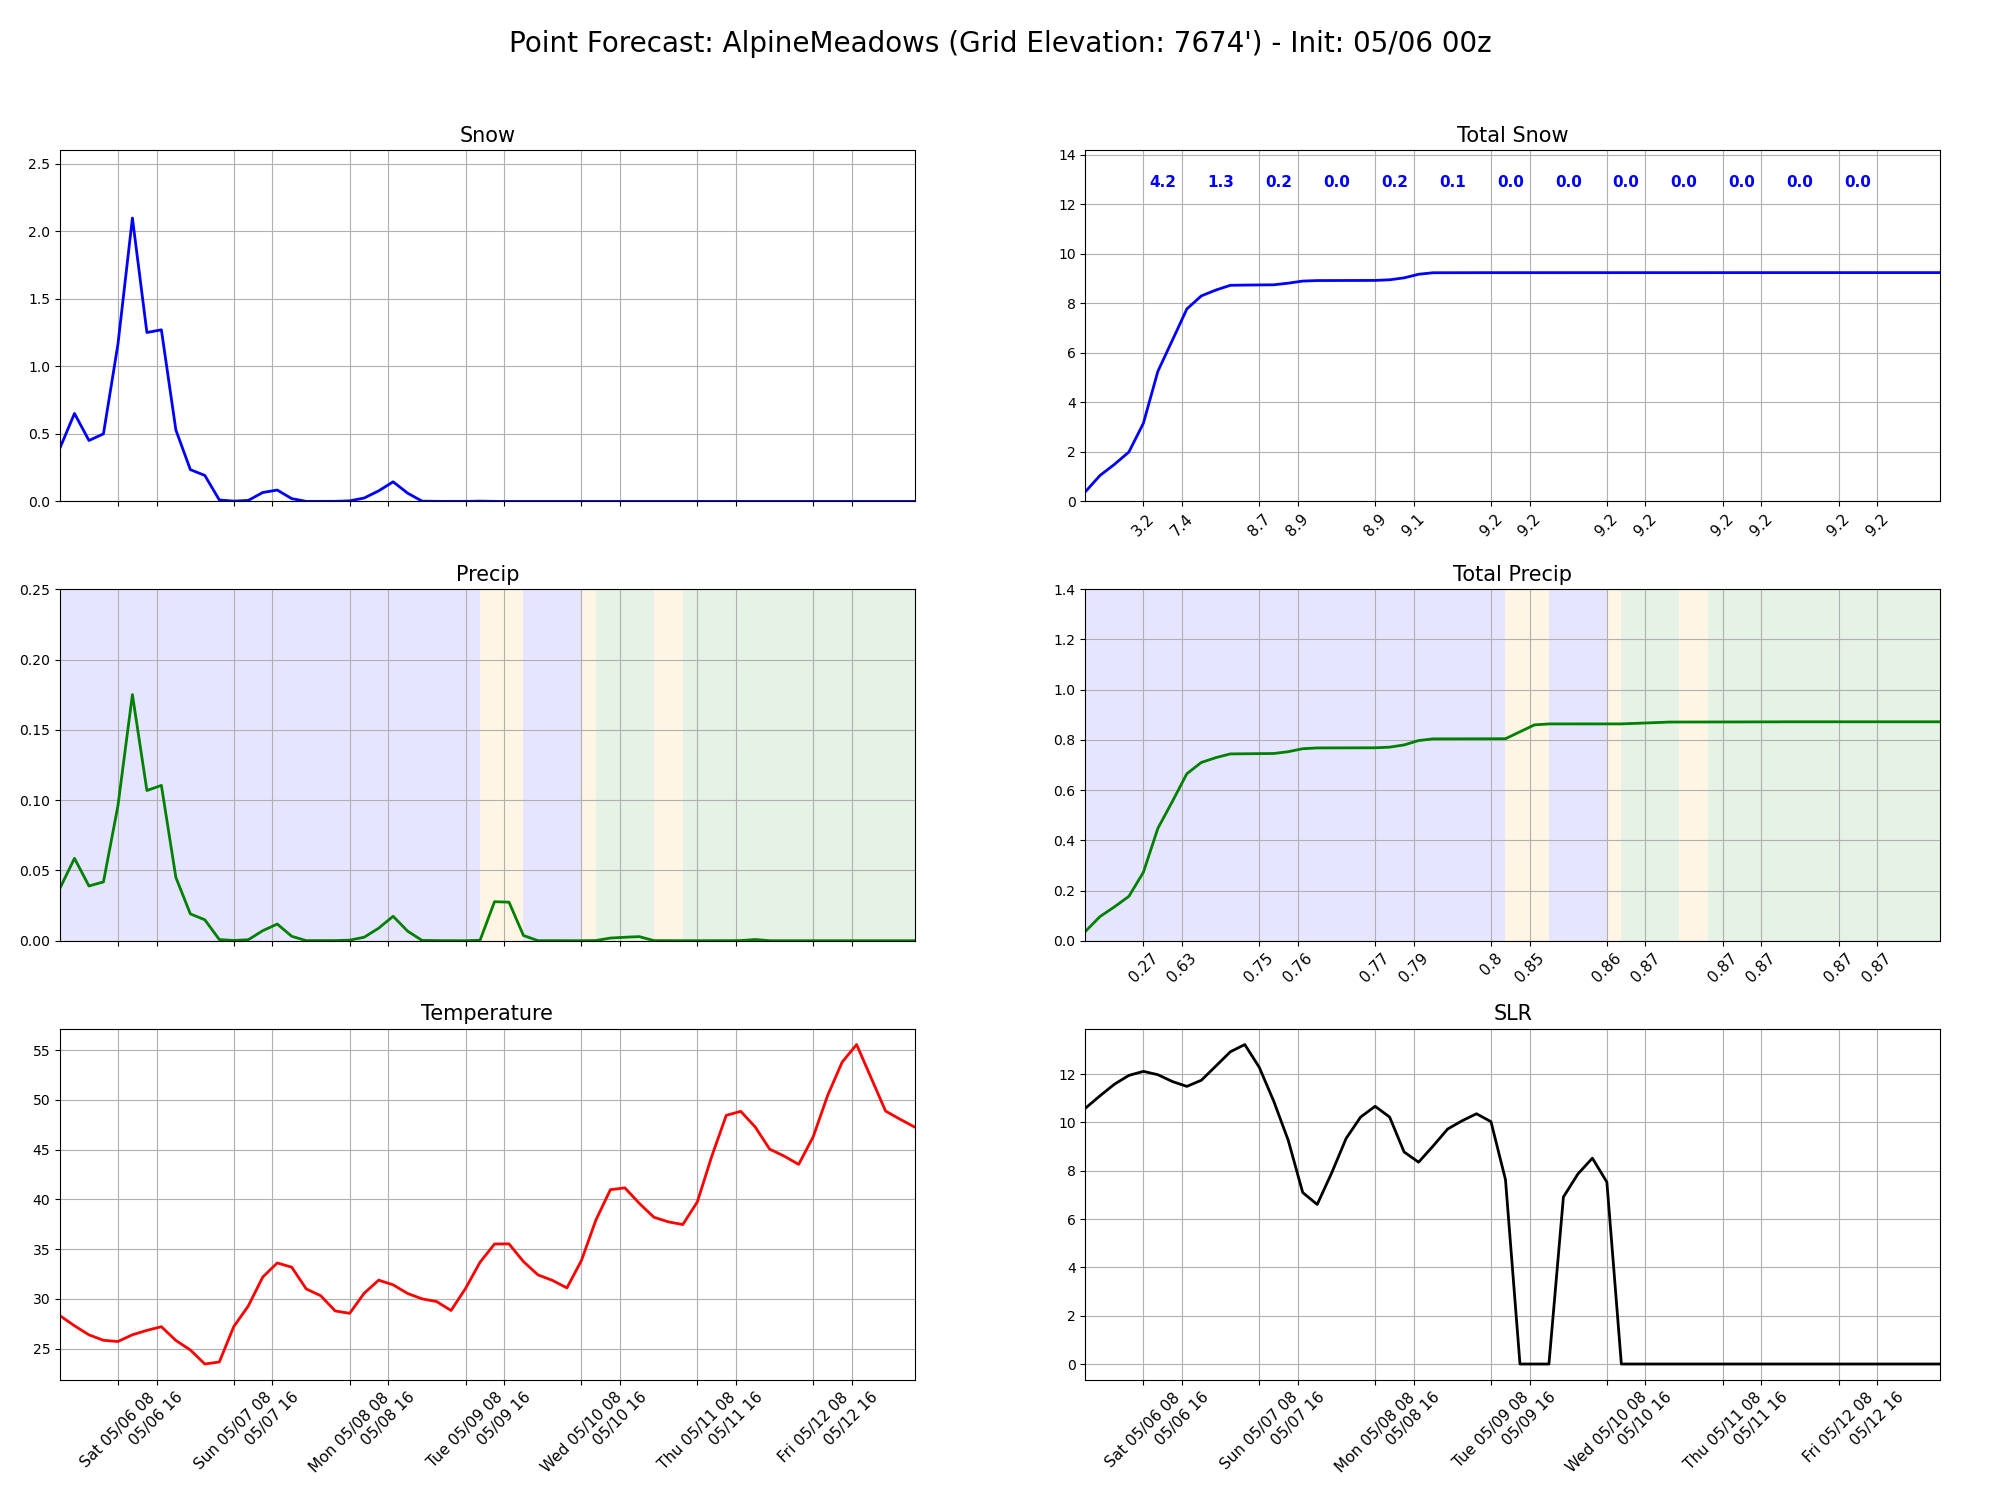 Point Forecast: AlpineMeadows (Grid Elevation: 7674') - Init: 05/06 00z
Snow
2.5
2.0
1.5
1.0
0.5
0.0
Total Snow
14
12
10
8
6
4
2
0
4.2 1.3 0.2 0.0 0.2 0.1 0.0 0.0 0.0 0.0 0.0 0.0 0.0
3.2 7.4 8.7 8.9 8.9 9.1 9.2 9.2 9.2 9.2 9.2 9.2 9.2 9.2
Precip
0.25
0.20
0.15
0.10
0.05
0.00
Total Precip
1.4
1.2
1.0
0.8
0.6
0.4
0.2
0.0
0.27 0.63 0.75 0.76 0.77 0.79 0.8 0.85 0.86 0.87 0.87 0.87 0.87 0.87
Temperature
55
50
45
40
35
30
25
Sat 05/06 08
05/06 16
Sun 05/07 08
05/07 16
Mon 05/08 08
05/08 16
Tue 05/09 08
05/09 16
Wed 05/10 08
05/10 16
Thu 05/11 08
05/11 16
Fri 05/12 08
05/12 16
SLR
12
10
8
6
4
2
0
Sat 05/06 08
05/06 16
Sun 05/07 08
05/07 16
Mon 05/08 08
05/08 16
Tue 05/09 08
05/09 16
Wed 05/10 08
05/10 16
Thu 05/11 08
05/11 16
Fri 05/12 08
05/12 16